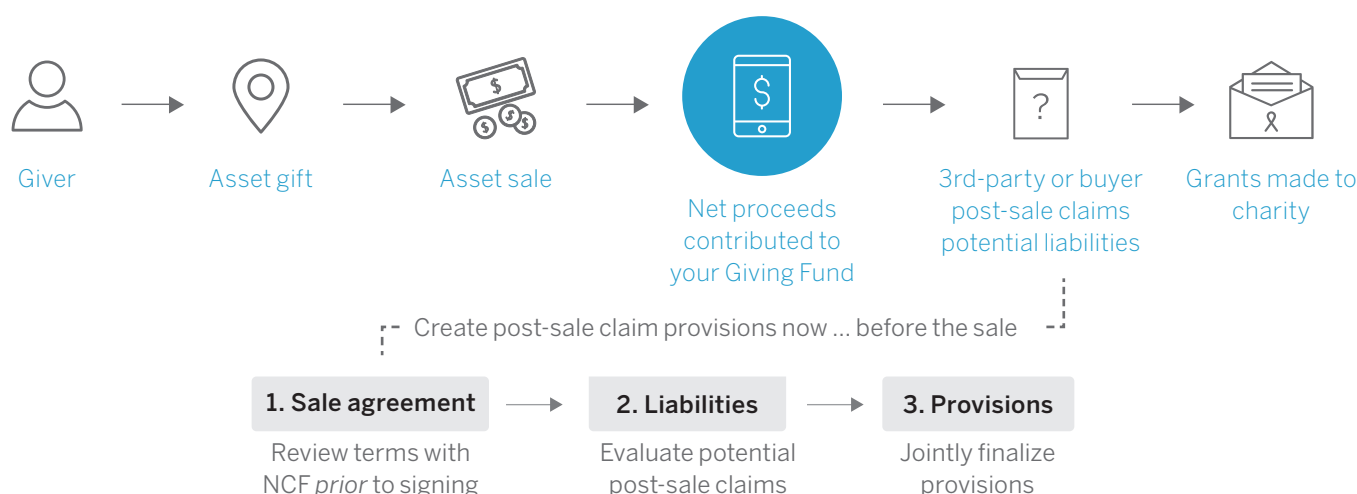 $
$
$
$
$
?
Giver
Asset gift
Asset sale
Net proceeds
contributed to
your Giving Fund
3rd-party or buyer
post-sale claims
potential liabilities
Grants made to
charity
Create post-sale claim provisions now ... before the sale
1. Sale agreement
2. Liabilities
3. Provisions
Review terms with
NCF prior to signing
Evaluate potential
post-sale claims
Jointly finalize
provisions